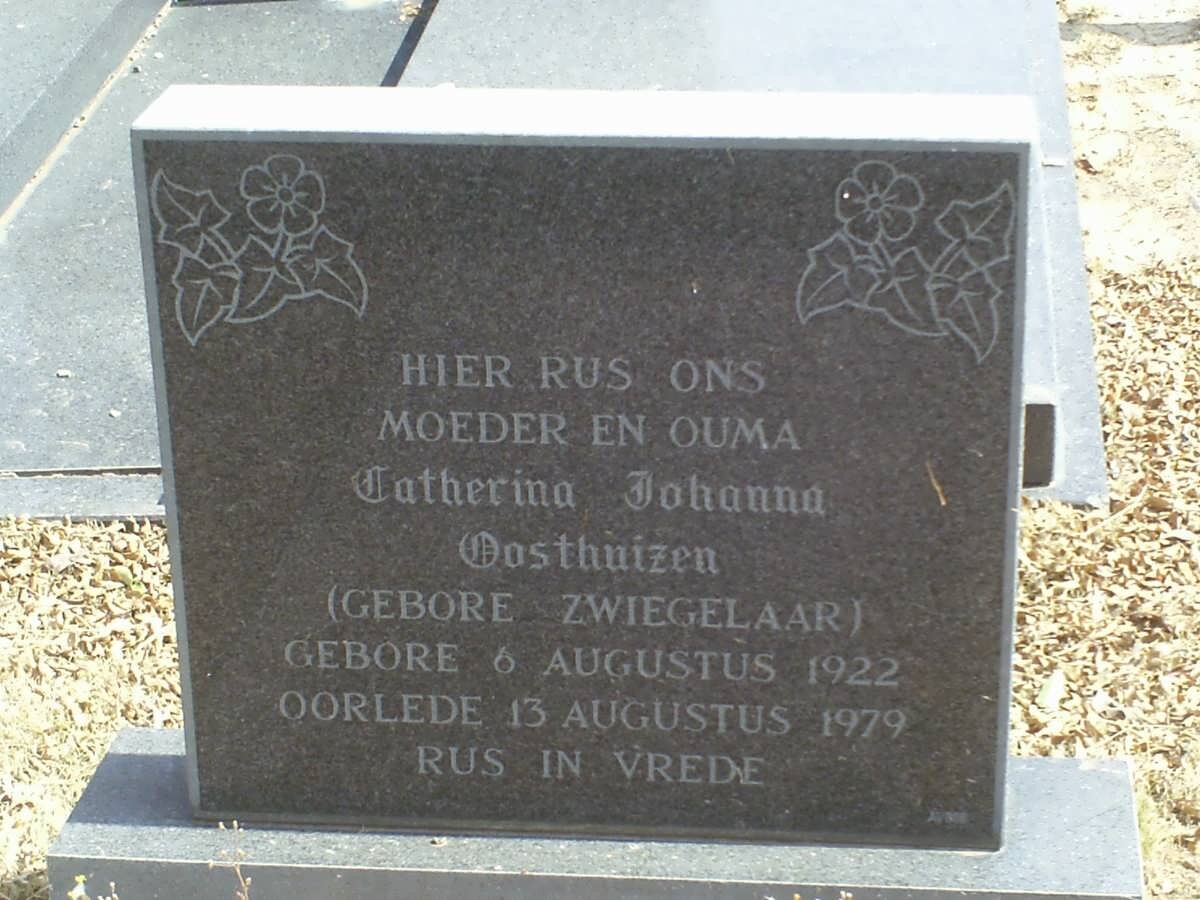 HIER RUS ONS
MOEDER EN OUMA
Catherina Johanna
Oosthuizen
(GEBORE ZWIEGELAAR)
GEBORE 6 AUGUSTUS 1922
OORLEDE 13 AUGUSTUS 1979
RUS IN VREDE